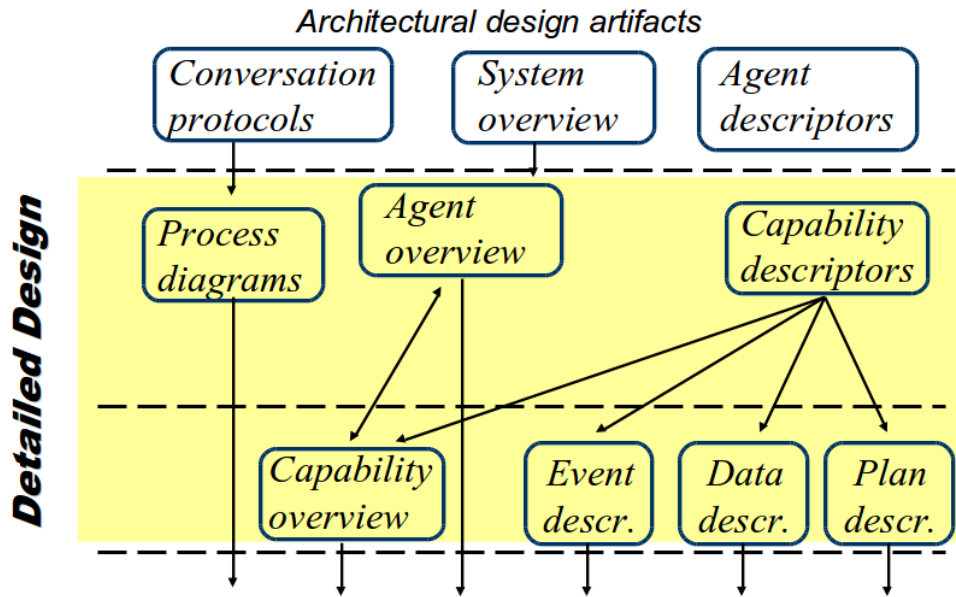 Architectural design artifacts
Conversation
protocols
System
overview
Agent
descriptors
Detailed Design
Process
diagrams
Agent
overview
Capability
descriptors
Capability
overview
Event
descr.
Data
descr.
Plan
descr.